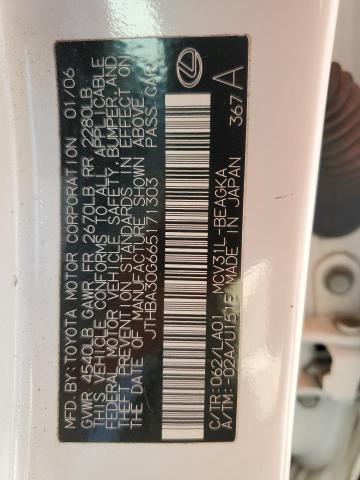 MFD BY: TOYOTA MOTOR CORPORATION 01/06
GVWR 4540LB GAWR FR 2670LB RR 2280LB
THIS VEHICLE CONFORMS TO ALL APPLICABLE
FEDERAL MOTOR VEHICLE SAFETY, BUMPER, AND
THEFT PREVENTION STANDARDS IN EFFECT ON
THE DATE OF MANUFACTURE SHOWN ABOVE.
JTHBA30G665171303 PASS CAR
C/TR: 062/LA01 MCV31L-BEAGKA
A/TM: -02A/U151E MADE IN JAPAN 367 A